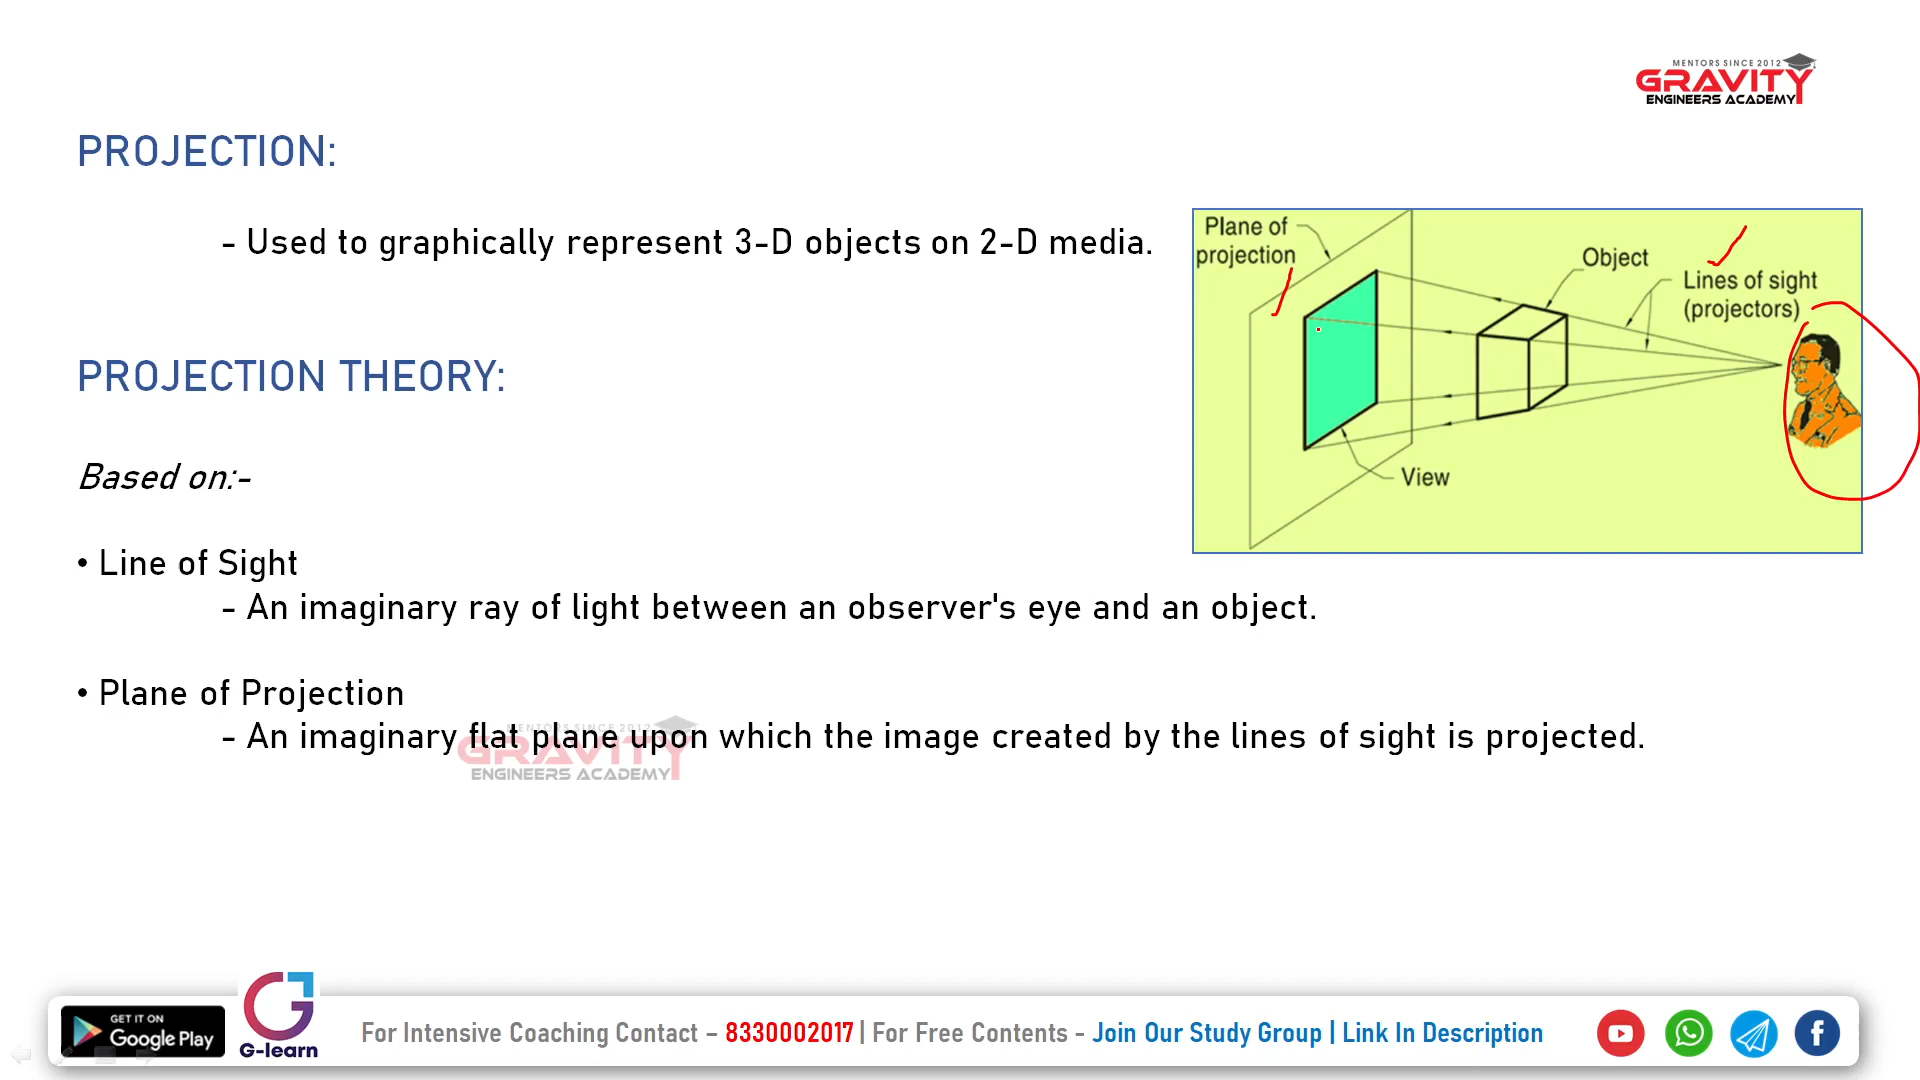 MENTORS SINCE 2012
GRAVITY
ENGINEERS ACADEMY
PROJECTION:
- Used to graphically represent 3-D objects on 2-D media.
Plane of
projection
Object
Lines of sight
(projectors)
View
PROJECTION THEORY:
Based on:-
• Line of Sight
- An imaginary ray of light between an observer's eye and an object.
• Plane of Projection
- An imaginary flat plane upon which the image created by the lines of sight is projected.
MENTORS SINCE 2012
GRAVITY
ENGINEERS ACADEMY
GET IT ON
Google Play
G-learn
For Intensive Coaching Contact – 8330002017 | For Free Contents - Join Our Study Group | Link In Description